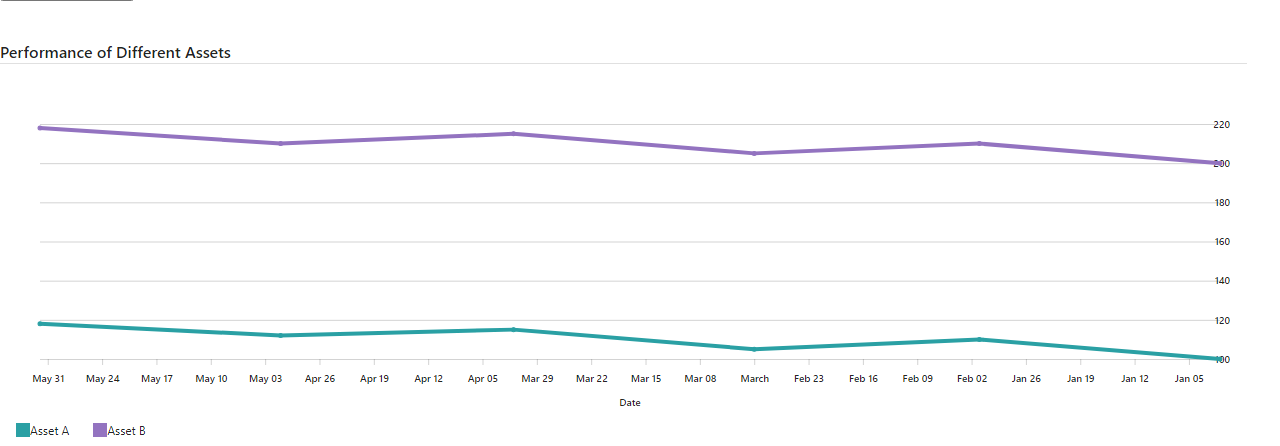 Performance of Different Assets
220
200
180
160
140
120
100
May 31 May 24 May 17 May 10 May 03 Apr 26 Apr 19 Apr 12 Apr 05 Mar 29 Mar 22 Mar 15 Mar 08 March Feb 23 Feb 16 Feb 09 Feb 02 Jan 26 Jan 19 Jan 12 Jan 05
Date
Asset A Asset B